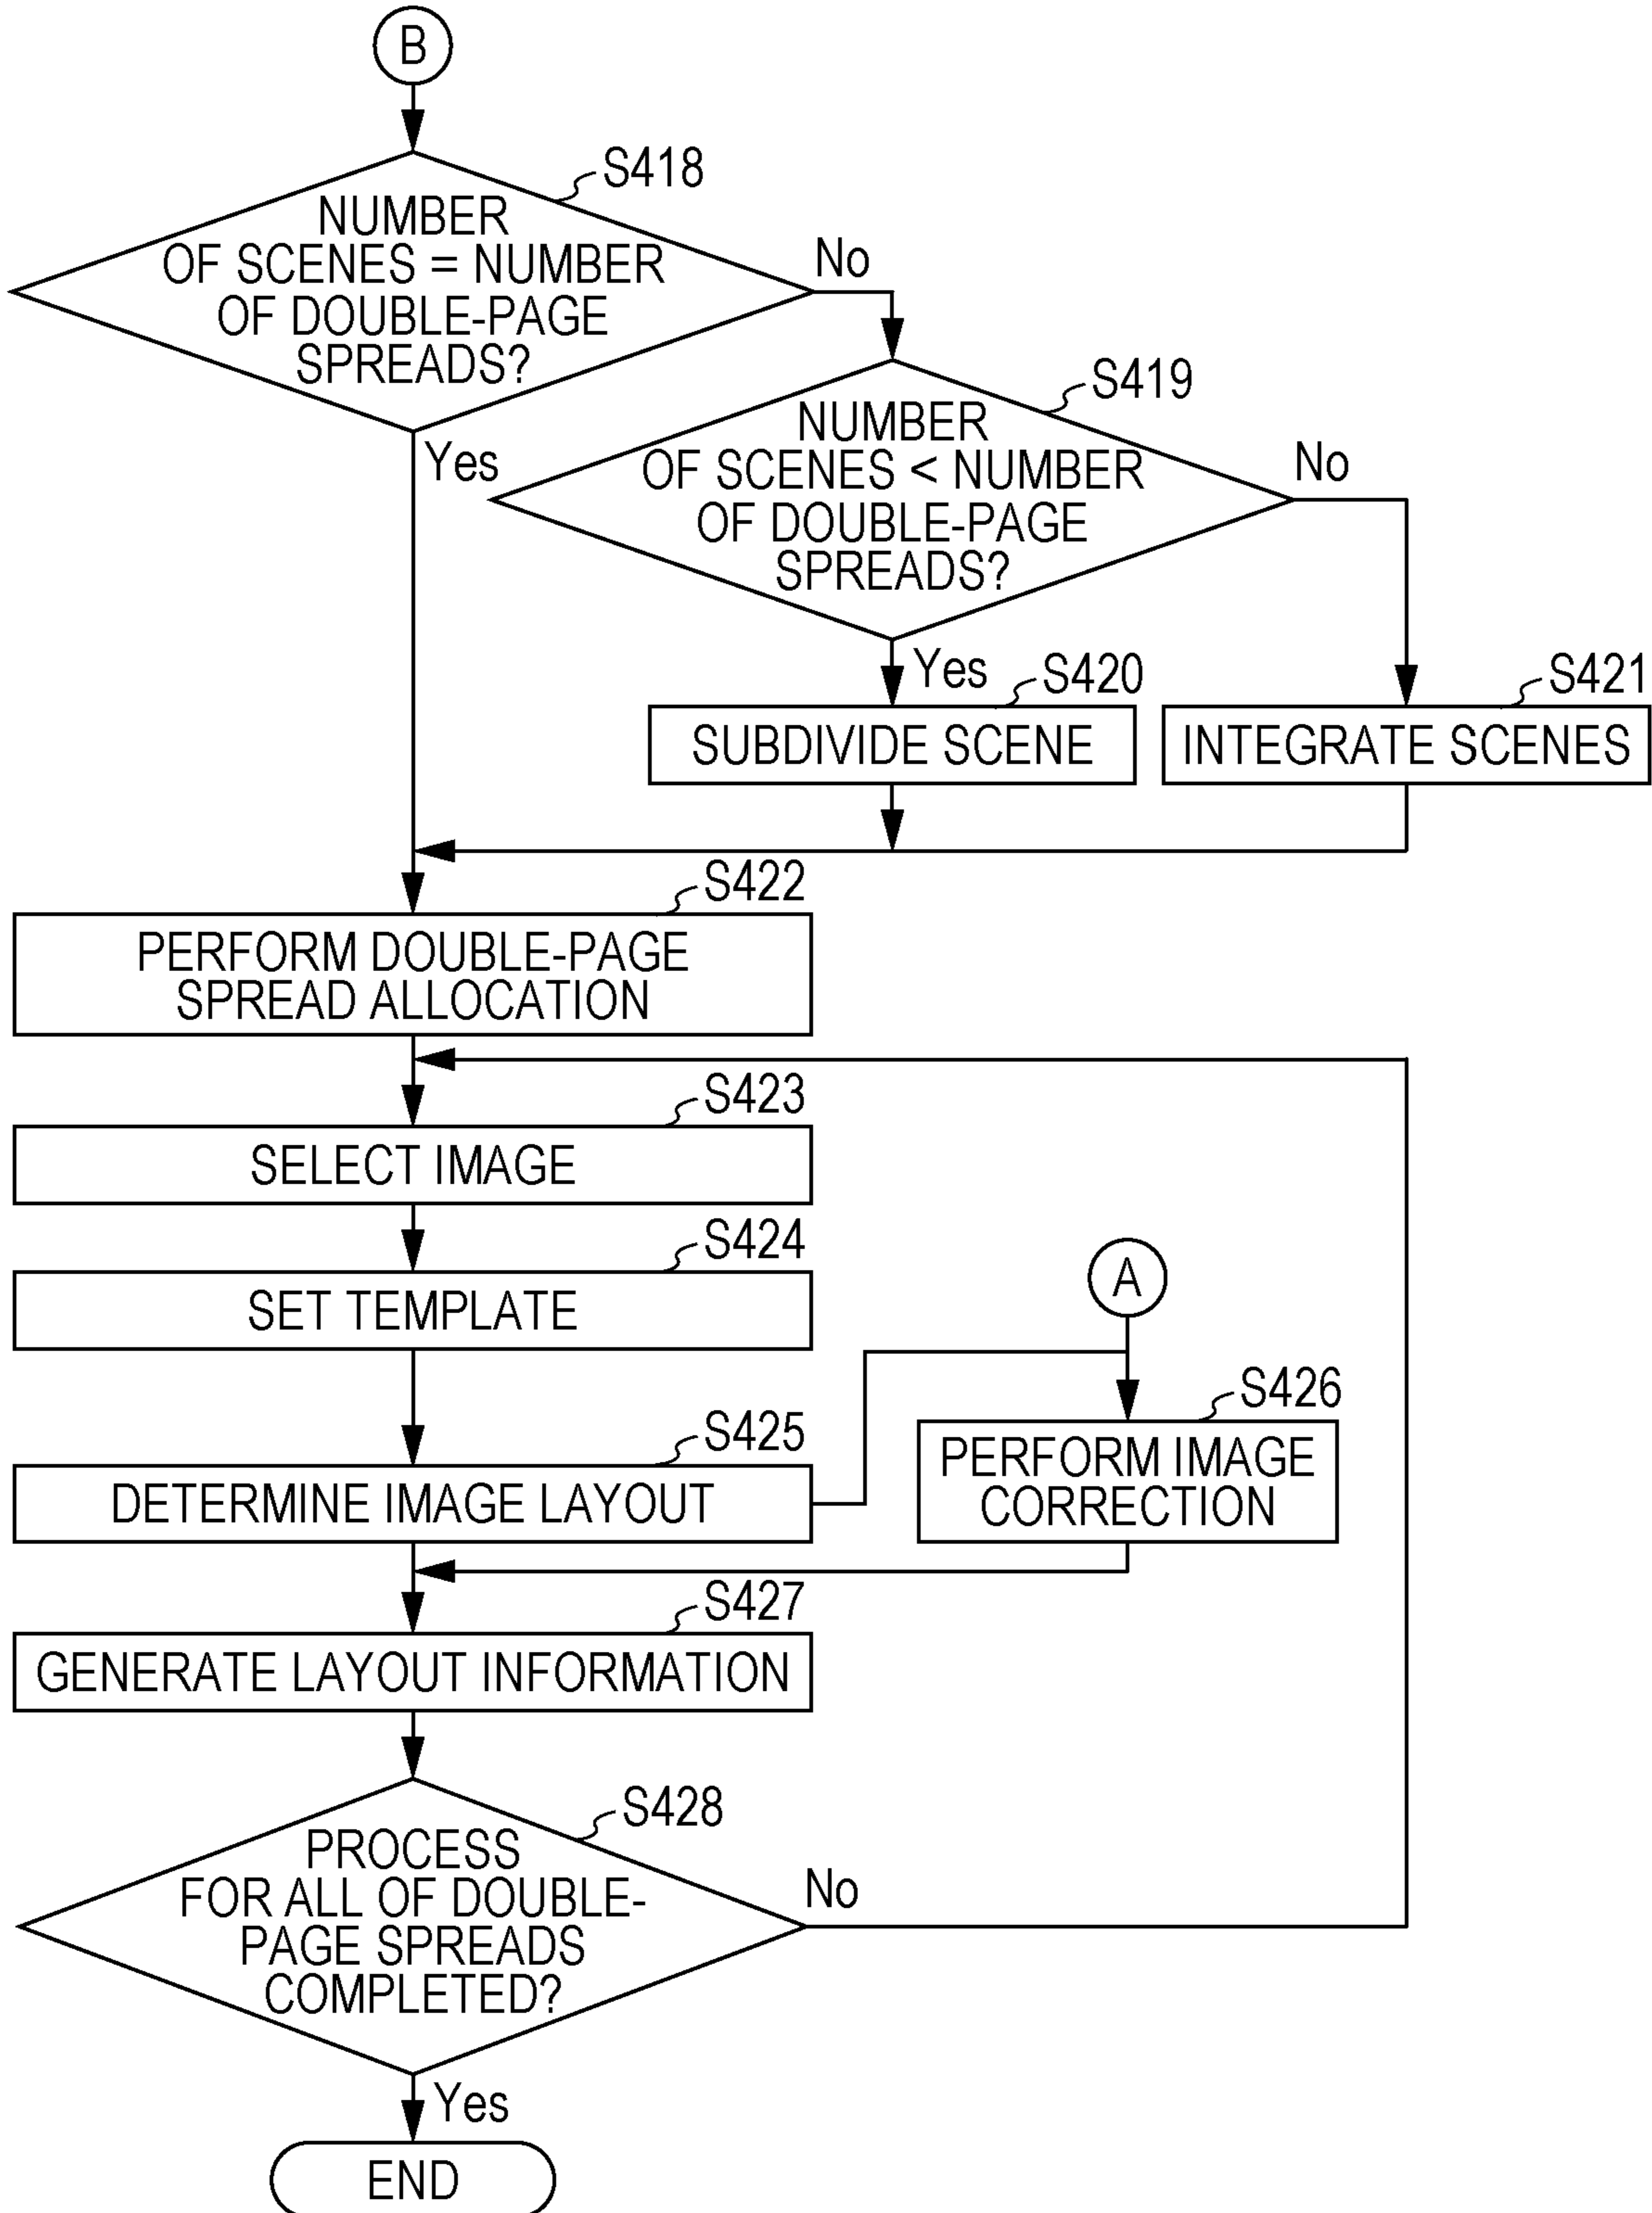 B
S418
NUMBER
OF SCENES = NUMBER
OF DOUBLE-PAGE
SPREADS?
No
Yes
S419
NUMBER
OF SCENES < NUMBER
OF DOUBLE-PAGE
SPREADS?
No
Yes
S420
SUBDIVIDE SCENE
S421
INTEGRATE SCENES
S422
PERFORM DOUBLE-PAGE
SPREAD ALLOCATION
S423
SELECT IMAGE
S424
SET TEMPLATE
A
S425
DETERMINE IMAGE LAYOUT
S426
PERFORM IMAGE
CORRECTION
S427
GENERATE LAYOUT INFORMATION
S428
PROCESS
FOR ALL OF DOUBLE-
PAGE SPREADS
COMPLETED?
No
Yes
END